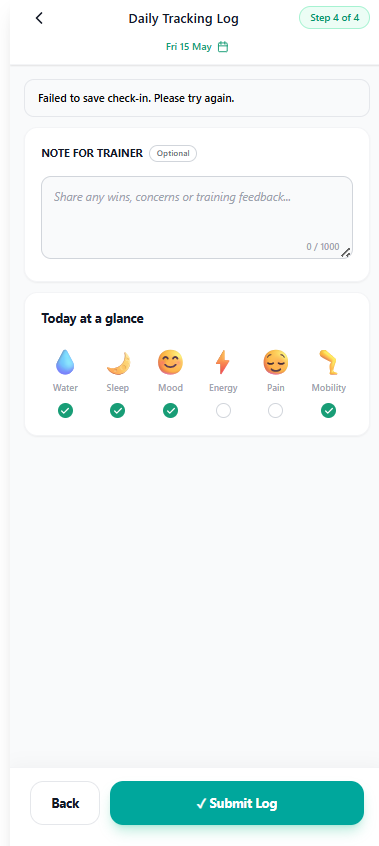 Daily Tracking Log
Step 4 of 4
Fri 15 May
Failed to save check-in. Please try again.
NOTE FOR TRAINER
Optional
Share any wins, concerns or training feedback...
0 / 1000
Today at a glance
Water
Sleep
Mood
Energy
Pain
Mobility
Back
✓ Submit Log